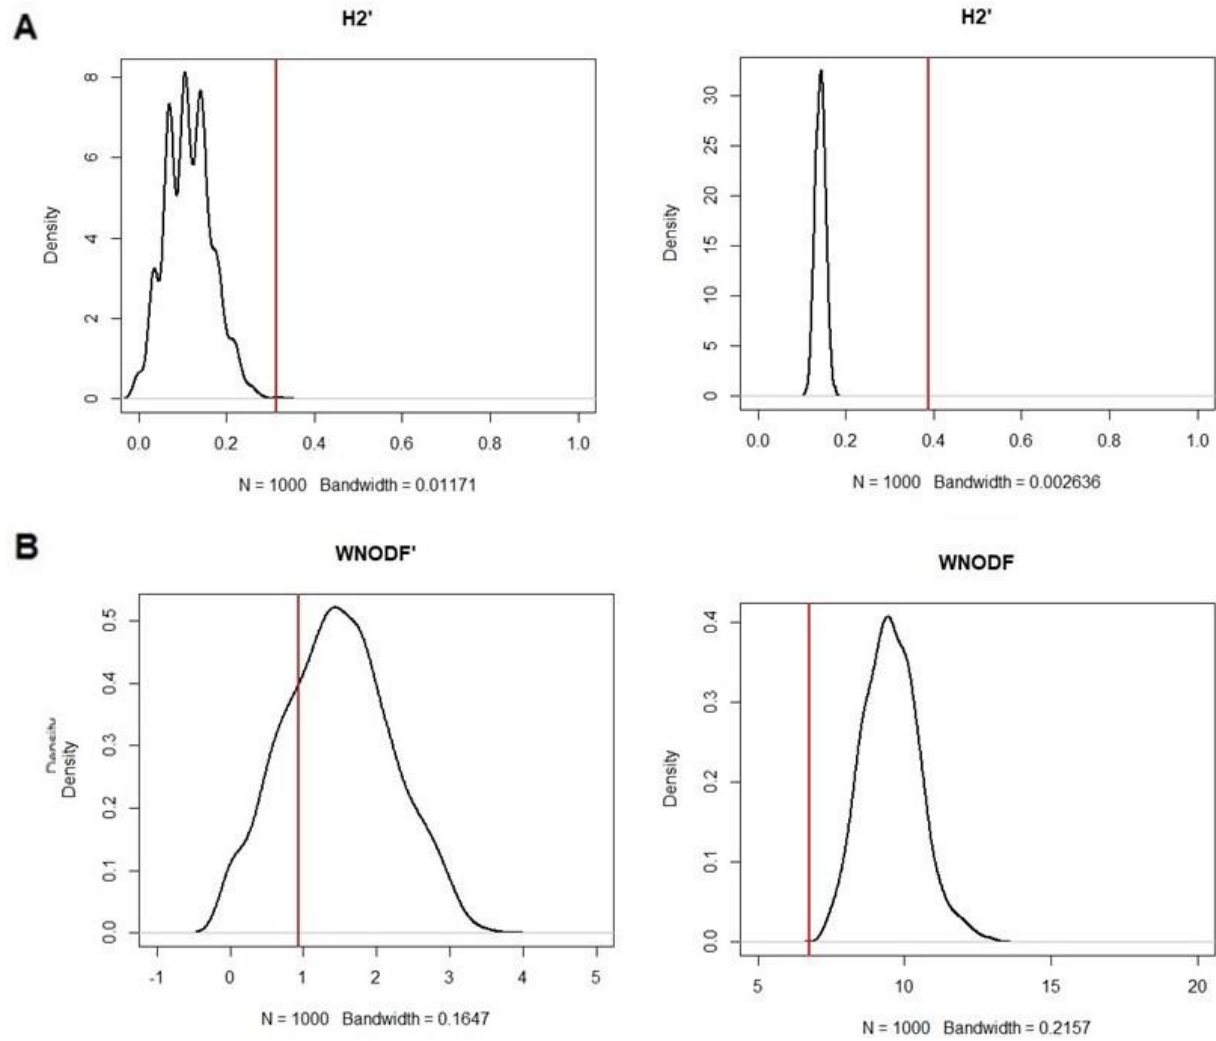 A
H2'
H2'
8
6
4
2
0
Density
0.0 0.2 0.4 0.6 0.8 1.0
N = 1000 Bandwidth = 0.01171
30
25
20
15
10
5
0
Density
0.0 0.2 0.4 0.6 0.8 1.0
N = 1000 Bandwidth = 0.002636
B
WNODF'
WNODF
0.5
0.4
0.3
0.2
0.1
0.0
Density
-1 0 1 2 3 4 5
N = 1000 Bandwidth = 0.1647
0.4
0.3
0.2
0.1
0.0
Density
5 10 15 20
N = 1000 Bandwidth = 0.2157